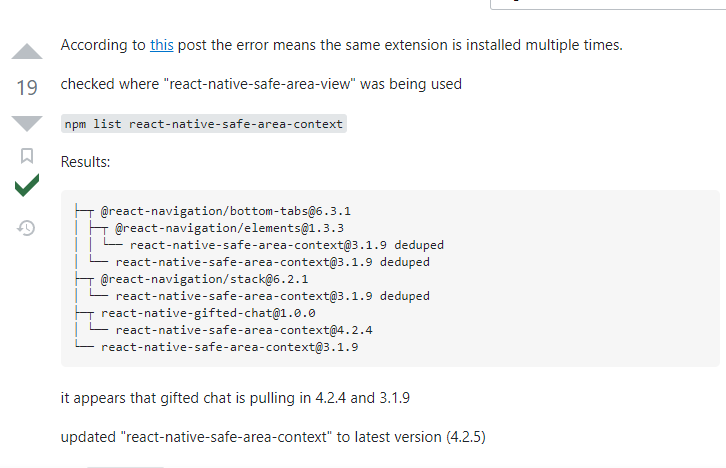 According to this post the error means the same extension is installed multiple times.
19
checked where "react-native-safe-area-view" was being used
npm list react-native-safe-area-context
Results:
├─┬ @react-navigation/bottom-tabs@6.3.1
│ ├─┬ @react-navigation/elements@1.3.3
│ │ └── react-native-safe-area-context@3.1.9 deduped
│ └── react-native-safe-area-context@3.1.9 deduped
├─┬ @react-navigation/stack@6.2.1
│ └── react-native-safe-area-context@3.1.9 deduped
├─┬ react-native-gifted-chat@1.0.0
│ └── react-native-safe-area-context@4.2.4
└── react-native-safe-area-context@3.1.9
it appears that gifted chat is pulling in 4.2.4 and 3.1.9
updated "react-native-safe-area-context" to latest version (4.2.5)